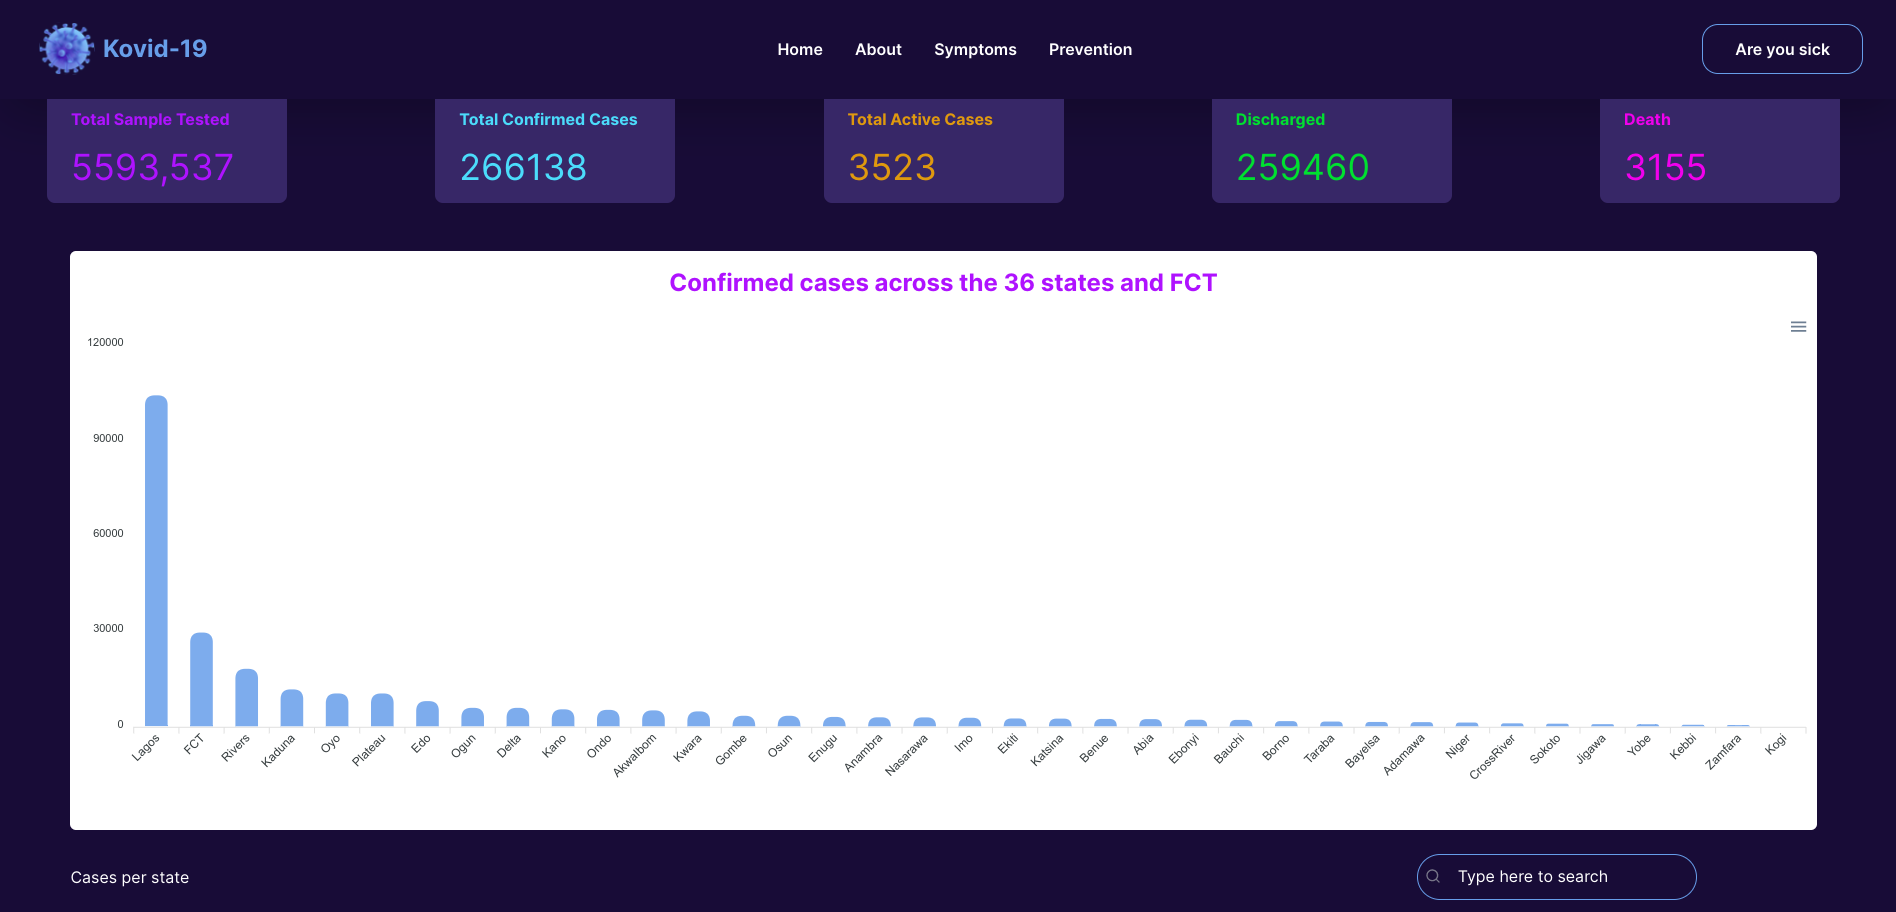 Kovid-19
Home About Symptoms Prevention
Are you sick
Total Sample Tested
5593,537
Total Confirmed Cases
266138
Total Active Cases
3523
Discharged
259460
Death
3155
Confirmed cases across the 36 states and FCT
120000
90000
60000
30000
0
Lagos
FCT
Rivers
Kaduna
Oyo
Plateau
Edo
Ogun
Delta
Kano
Ondo
AkwaIbom
Kwara
Gombe
Osun
Enugu
Anambra
Nasarawa
Imo
Ekiti
Katsina
Benue
Abia
Ebonyi
Bauchi
Borno
Taraba
Bayelsa
Adamawa
Niger
CrossRiver
Sokoto
Jigawa
Yobe
Kebbi
Zamfara
Kogi
Cases per state
Type here to search